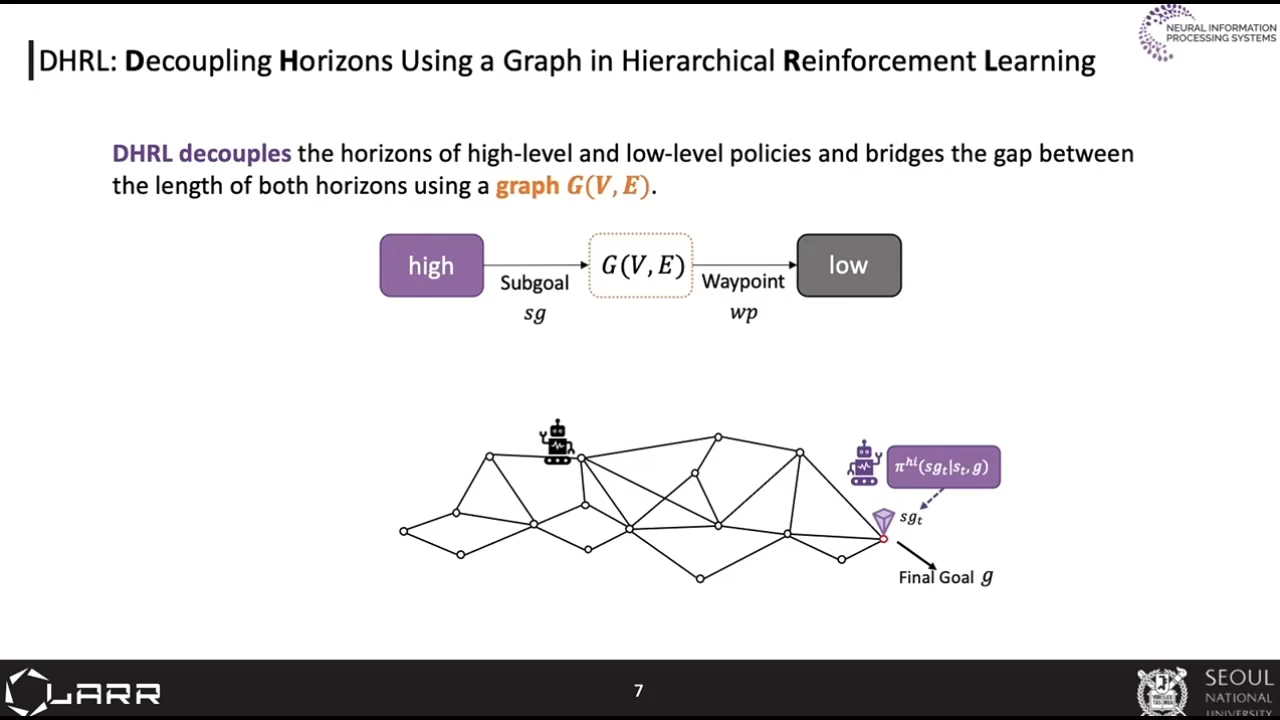 NEURAL INFORMATION
PROCESSING SYSTEMS
DHRL: Decoupling Horizons Using a Graph in Hierarchical Reinforcement Learning
DHRL decouples the horizons of high-level and low-level policies and bridges the gap between
the length of both horizons using a graph G(V, E).
high
Subgoal
sg
G(V, E)
Waypoint
wp
low
π^{hi}(sg_t|s_t, g)
sg_t
Final Goal g
LARR
7
SEOUL
NATIONAL
UNIVERSITY